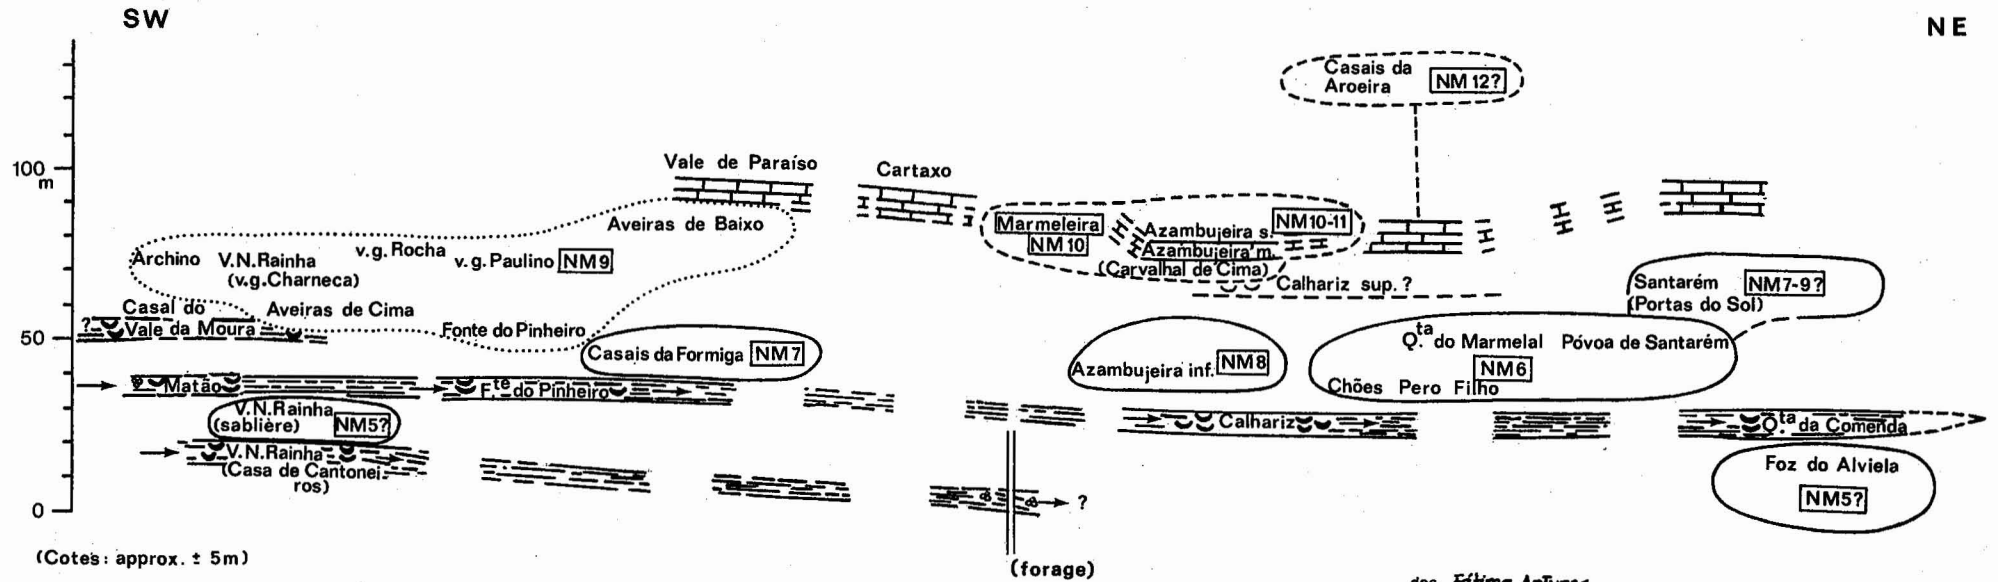 SW
NE
Casais da
Aroeira
NM 12?
100
m
Vale de Paraíso
Cartaxo
Aveiras de Baixo
Marmeleira
NM 10
Azambujeira s.
NM10-11
Azambujeira m.
(Carvalhal de Cima)
Archino
V.N.Rainha
(v.g.Charneca)
v.g.Rocha
v.g.Paulino
NM9
Calhariz sup. ?
Santarém
NM7-9?
(Portas do Sol)
Casal do
Vale da Moura
?
Aveiras de Cima
Fonte do Pinheiro
50
Casais da Formiga
NM7
Azambujeira inf.
NM8
Q.ta do Marmelal
Póvoa de Santarém
NM6
Chões
Pero Filho
Matão
F.te do Pinheiro
V.N.Rainha
(sablière)
NM5?
Calhariz
Q.ta da Comenda
V.N.Rainha
(Casa de Cantonei-
ros)
Foz do Alviela
NM5?
?
0
(Cotes: approx. ± 5m)
(forage)